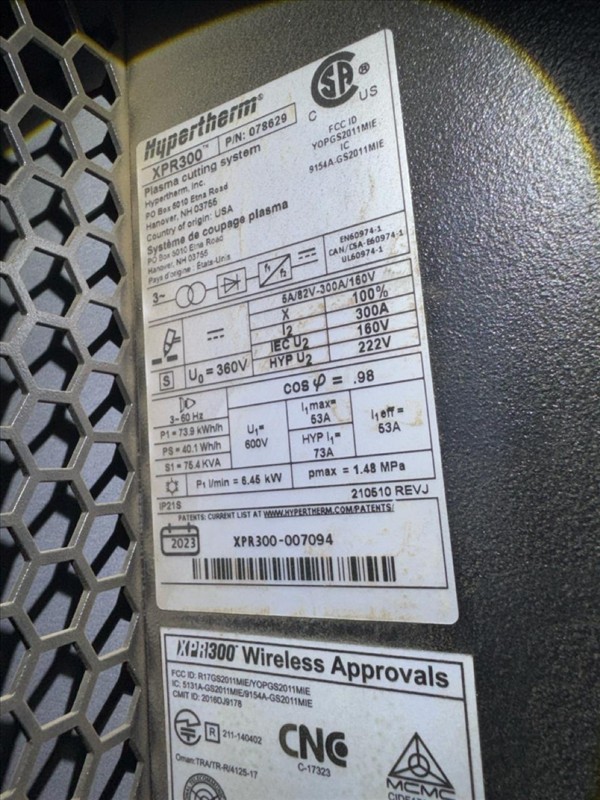 Hypertherm®
XPR300™ P/N: 078629
Plasma cutting system
Hypertherm, Inc.
PO Box 5010 Etna Road
Hanover, NH 03755
Country of origin: USA
Système de coupage plasma
PO Box 5010 Etna Road
Hanover, NH 03755
Pays d'origine: États-Unis
CSA ®
C US
FCC ID
YOPGS2011MIE
IC
9154A-GS2011MIE
3~ f1 f2
EN60974-1
CAN/CSA-E60974-1
UL60974-1
5A/82V-300A/160V
X 100%
I2 300A
IEC U2 160V
HYP U2 222V
S U0 = 360V
cos φ = .98
3~60 Hz
P1 = 73.9 kWh/h
PS = 40.1 Wh/h
S1 = 75.4 KVA
U1=
600V
I1max=
53A
HYP I1=
73A
I1eff=
53A
P1 l/min = 6.45 kW
pmax = 1.48 MPa
IP21S
210510 REVJ
PATENTS: CURRENT LIST AT WWW.HYPERTHERM.COM/PATENTS/
2023
XPR300-007094
XPR300™ Wireless Approvals
FCC ID: R17GS2011MIE/YOPGS2011MIE
IC: 5131A-GS2011MIE/9154A-GS2011MIE
CMIT ID: 2016DJ9178
R 211-140402
CNC
C-17323
Oman:TRA/TR-R/4125-17
MCMC